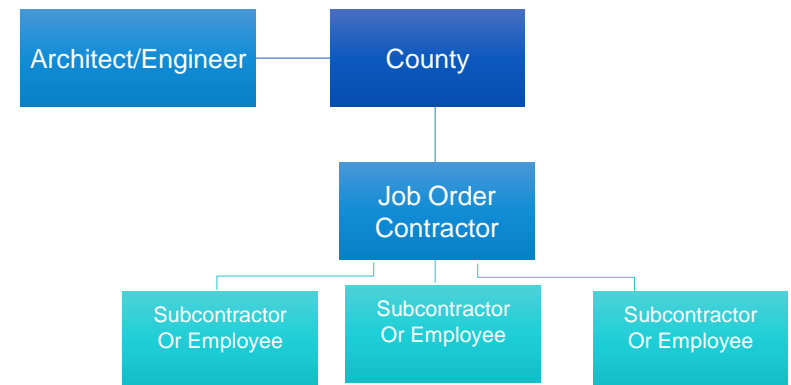 Architect/Engineer
County
Job Order
Contractor
Subcontractor
Or Employee
Subcontractor
Or Employee
Subcontractor
Or Employee